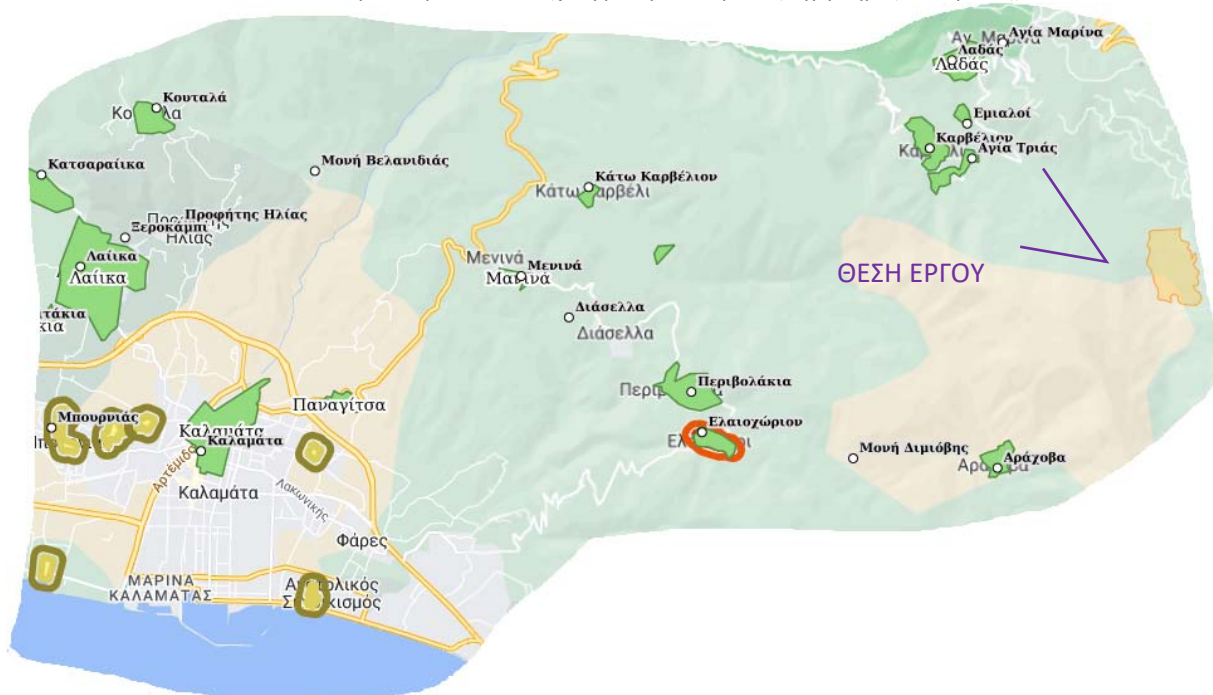 Αγία Μαρίνα
Λαδάς
Λαδάς
Κουταλά
Εμιαλοί
Καρβέλιον
Αγία Τριάς
Κατσαραίικα
Μονή Βελανιδιάς
Κάτω Καρβέλιον
Κάτω Καρβέλι
Προφήτης Ηλίας
Ξεροκάμπι
Ηλίας
Λαίικα
Λαίικα
Μενινά
Μενινά
Μανινά
ΘΕΣΗ ΕΡΓΟΥ
Διάσελλα
Διάσελλα
Περιβολάκια
Παναγίτσα
Μπουρνιάς
Ελαιοχώριον
Καλαμάτα
Καλαμάτα
Αρτέμιδο
Μονή Διμιόβης
Αράχοβα
Καλαμάτα
Λακωνικής
Φάρες
ΜΑΡΙΝΑ
ΚΑΛΑΜΑΤΑΣ